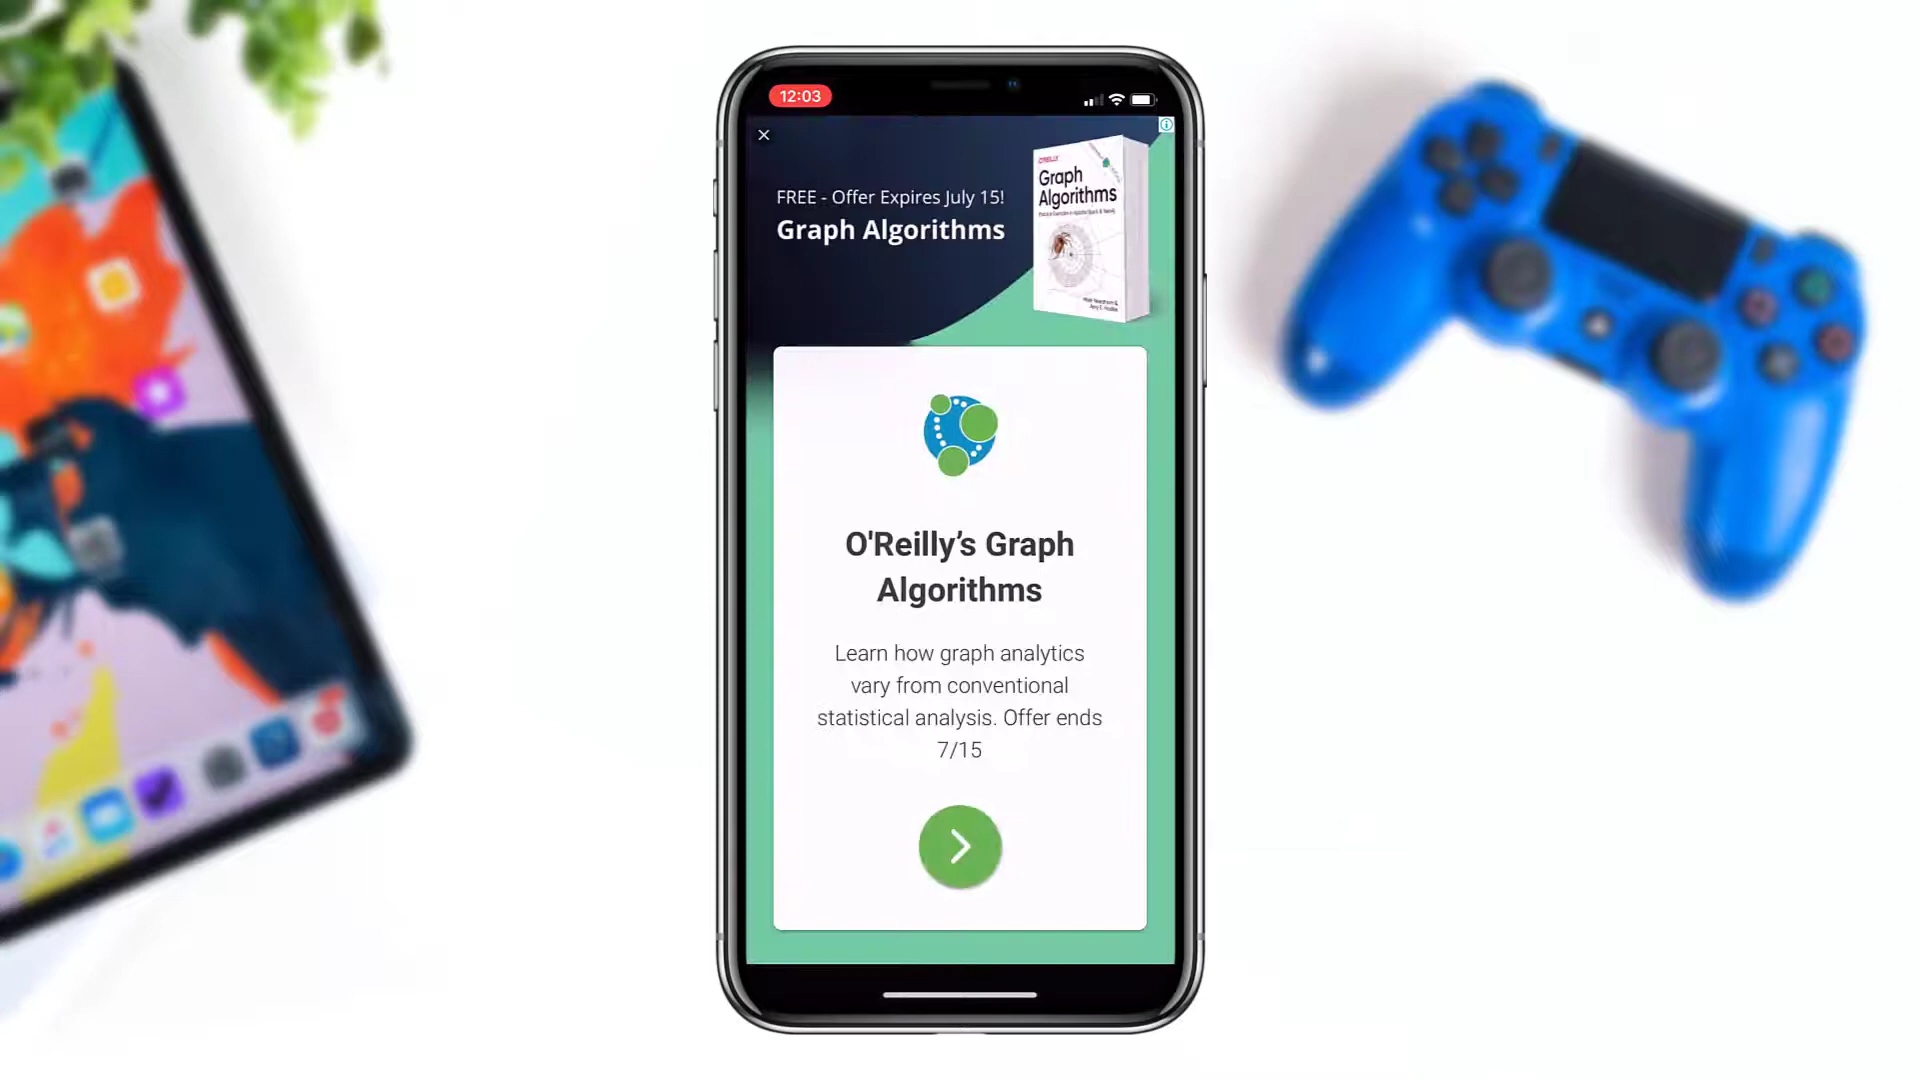 12:03
FREE - Offer Expires July 15!
Graph Algorithms
O'REILLY
Graph
Algorithms
O'Reilly’s Graph
Algorithms
Learn how graph analytics
vary from conventional
statistical analysis. Offer ends
7/15